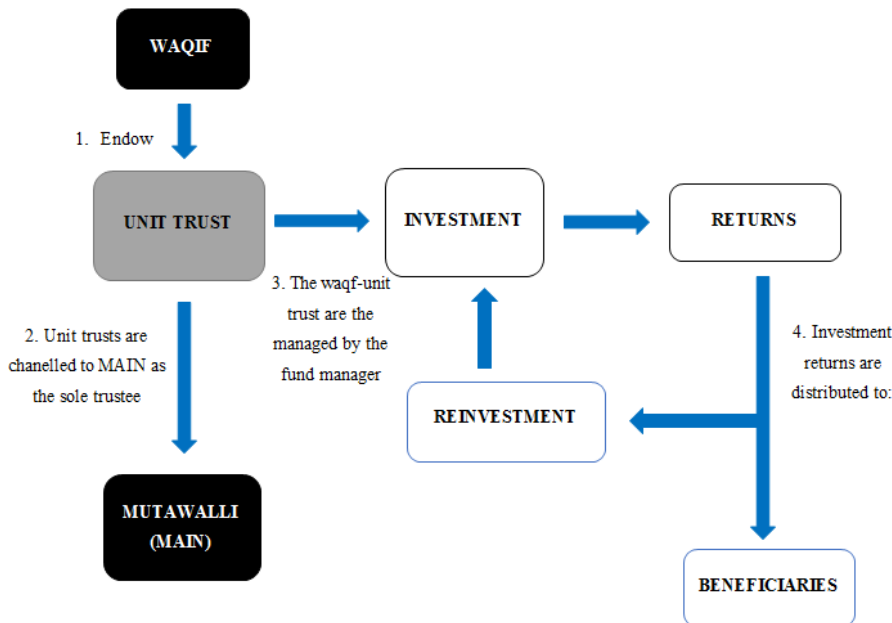 WAQIF
1. Endow
UNIT TRUST
INVESTMENT
RETURNS
3. The waqf-unit
trust are the
managed by the
fund manager
2. Unit trusts are
chanelled to MAIN as
the sole trustee
4. Investment
returns are
distributed to:
REINVESTMENT
MUTAWALLI
(MAIN)
BENEFICIARIES